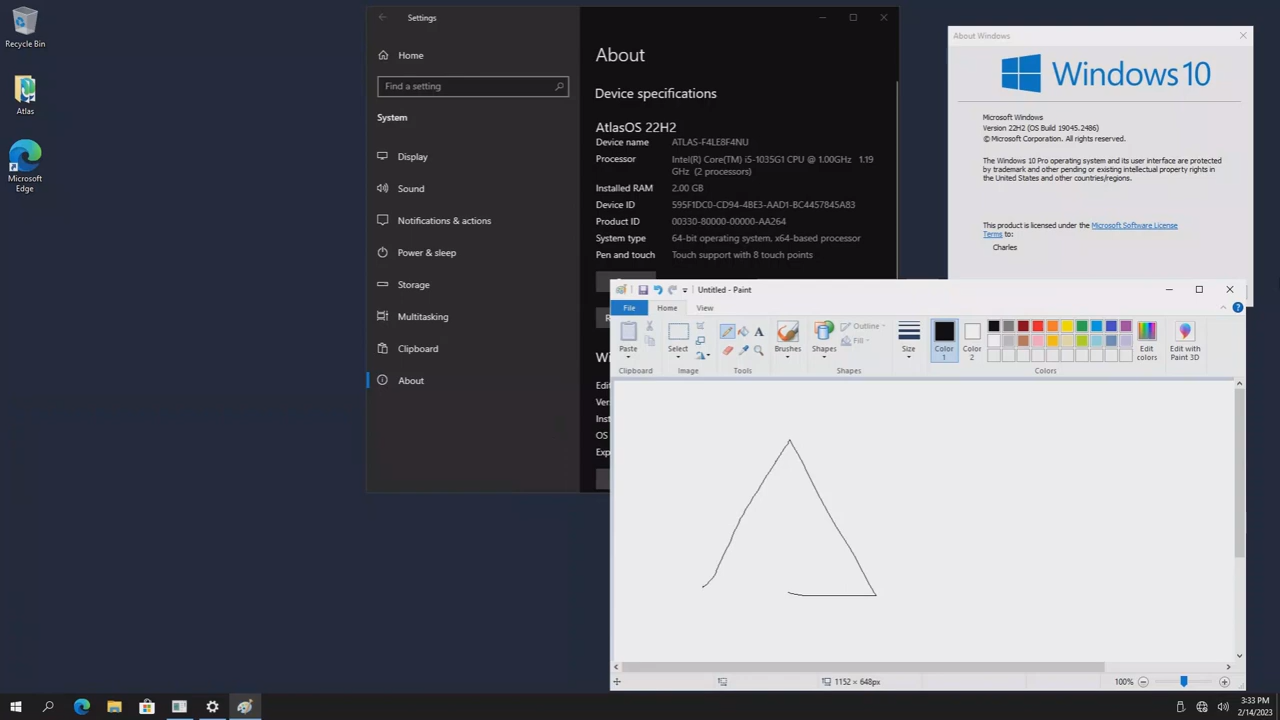 Recycle Bin
Atlas
Microsoft
Edge
Settings
Home
Find a setting
System
Display
Sound
Notifications & actions
Power & sleep
Storage
Multitasking
Clipboard
About
About
Device specifications
AtlasOS 22H2
Device name ATLAS-F4LE8F4NU
Processor Intel(R) Core(TM) i5-1035G1 CPU @ 1.00GHz 1.19
GHz (2 processors)
Installed RAM 2.00 GB
Device ID 595F1DC0-CD94-4BE3-AAD1-BC4457845A83
Product ID 00330-80000-00000-AA264
System type 64-bit operating system, x64-based processor
Pen and touch Touch support with 8 touch points
R
Wi
Edit
Ver
Inst
OS
Exp
About Windows
Windows 10
Microsoft Windows
Version 22H2 (OS Build 19045.2486)
© Microsoft Corporation. All rights reserved.
The Windows 10 Pro operating system and its user interface are protected
by trademark and other pending or existing intellectual property rights in
the United States and other countries/regions.
This product is licensed under the Microsoft Software License
Terms to:
Charles
Untitled - Paint
File Home View
Paste
Clipboard
Select
Image
A
Tools
Brushes
Shapes
Outline
Fill
Shapes
Size
Color
1
Color
2
Edit
colors
Colors
Edit with
Paint 3D
1152 × 648px
100%
3:33 PM
2/14/2023